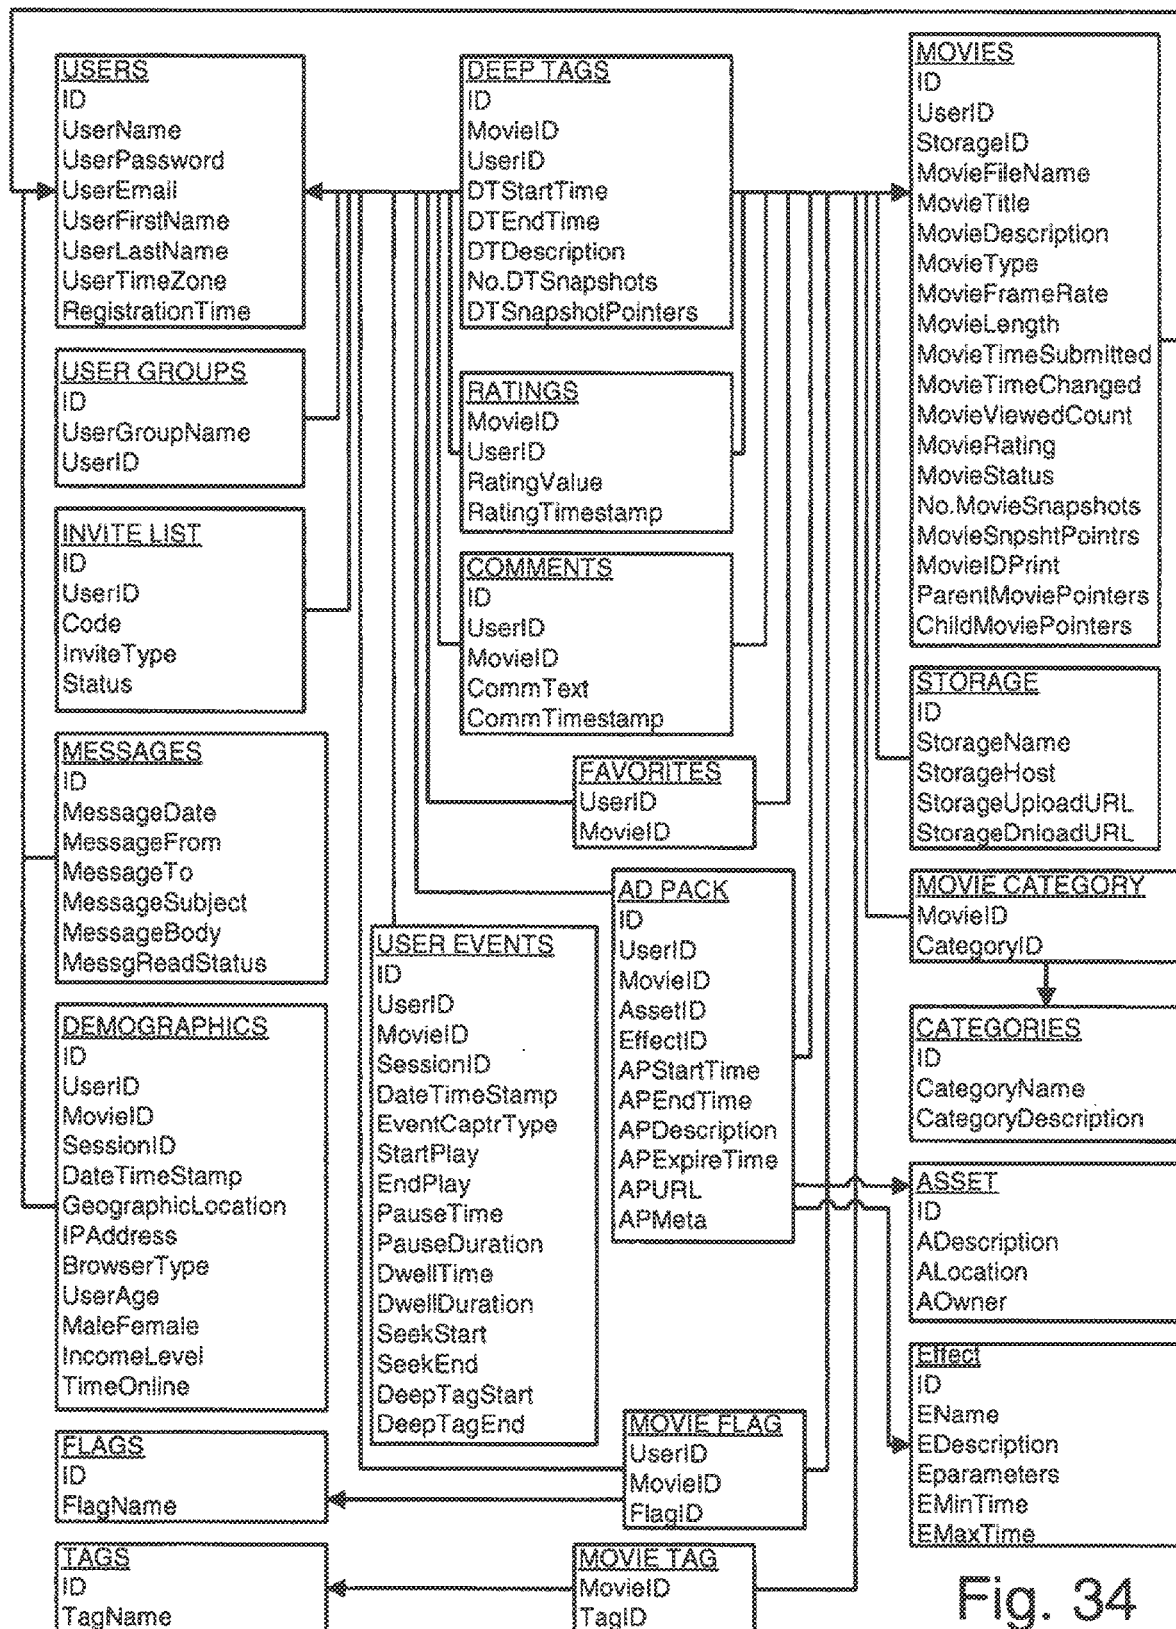 USERS
ID
UserName
UserPassword
UserEmail
UserFirstName
UserLastName
UserTimeZone
RegistrationTime
USER GROUPS
ID
UserGroupName
UserID
INVITE LIST
ID
UserID
Code
InviteType
Status
MESSAGES
ID
MessageDate
MessageFrom
MessageTo
MessageSubject
MessageBody
MessgReadStatus
DEMOGRAPHICS
ID
UserID
MovieID
SessionID
DateTimeStamp
GeographicLocation
IPAddress
BrowserType
UserAge
MaleFemale
IncomeLevel
TimeOnline
FLAGS
ID
FlagName
TAGS
ID
TagName
DEEP TAGS
ID
MovieID
UserID
DTStartTime
DTEndTime
DTDescription
No.DTSnapshots
DTSnapshotPointers
RATINGS
MovieID
UserID
RatingValue
RatingTimestamp
COMMENTS
ID
UserID
MovieID
CommText
CommTimestamp
FAVORITES
UserID
MovieID
AD PACK
ID
UserID
MovieID
AssetID
EffectID
APStartTime
APEndTime
APDescription
APExpireTime
APURL
APMeta
USER EVENTS
ID
UserID
MovieID
SessionID
DateTimeStamp
EventCaptrType
StartPlay
EndPlay
PauseTime
PauseDuration
DwellTime
DwellDuration
SeekStart
SeekEnd
DeepTagStart
DeepTagEnd
MOVIE FLAG
UserID
MovieID
FlagID
MOVIE TAG
MovieID
TagID
MOVIES
ID
UserID
StorageID
MovieFileName
MovieTitle
MovieDescription
MovieType
MovieFrameRate
MovieLength
MovieTimeSubmitted
MovieTimeChanged
MovieViewedCount
MovieRating
MovieStatus
No.MovieSnapshots
MovieSnpshtPointrs
MovieIDPrint
ParentMoviePointers
ChildMoviePointers
STORAGE
ID
StorageName
StorageHost
StorageUploadURL
StorageDnloadURL
MOVIE CATEGORY
MovieID
CategoryID
CATEGORIES
ID
CategoryName
CategoryDescription
ASSET
ID
ADescription
ALocation
AOwner
Effect
ID
EName
EDescription
Eparameters
EMinTime
EMaxTime
Fig. 34